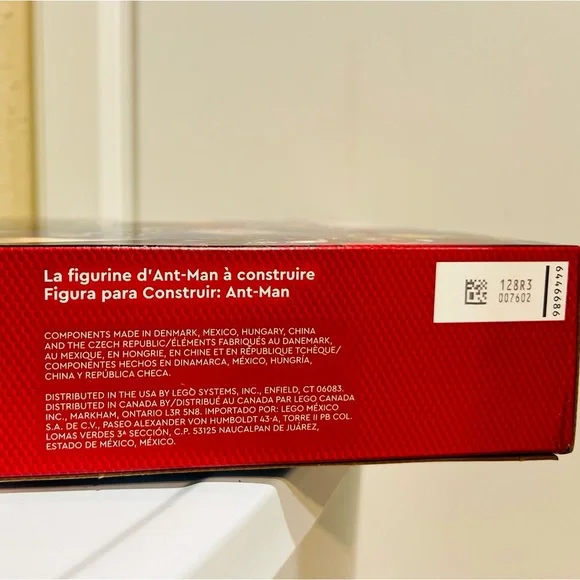 La figurine d'Ant-Man à construire
Figura para Construir: Ant-Man
COMPONENTS MADE IN DENMARK, MEXICO, HUNGARY, CHINA
AND THE CZECH REPUBLIC/ÉLÉMENTS FABRIQUÉS AU DANEMARK,
AU MEXIQUE, EN HONGRIE, EN CHINE ET EN RÉPUBLIQUE TCHÈQUE/
COMPONENTES HECHOS EN DINAMARCA, MÉXICO, HUNGRÍA,
CHINA Y REPÚBLICA CHECA.
DISTRIBUTED IN THE USA BY LEGO SYSTEMS, INC., ENFIELD, CT 06083.
DISTRIBUTED IN CANADA BY/DISTRIBUÉ AU CANADA PAR LEGO CANADA
INC., MARKHAM, ONTARIO L3R 5N8. IMPORTADO POR: LEGO MÉXICO
S.A. DE C.V., PASEO ALEXANDER VON HUMBOLDT 43-A, TORRE II PB COL.
LOMAS VERDES 3ª SECCIÓN, C.P. 53125 NAUCALPAN DE JUÁREZ,
ESTADO DE MÉXICO, MÉXICO.
128R3
007602
6446686